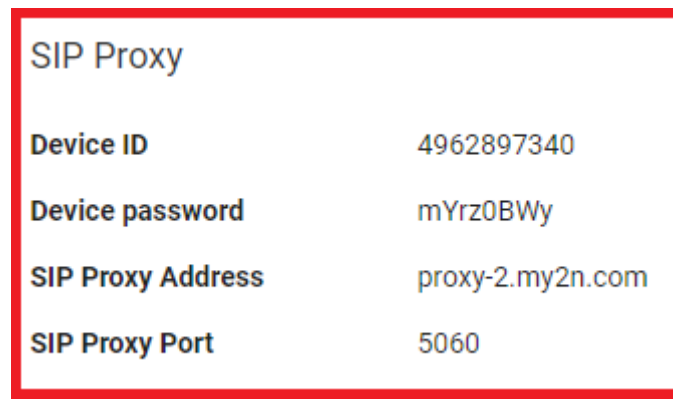 SIP Proxy
Device ID 4962897340
Device password mYrz0BWy
SIP Proxy Address proxy-2.my2n.com
SIP Proxy Port 5060